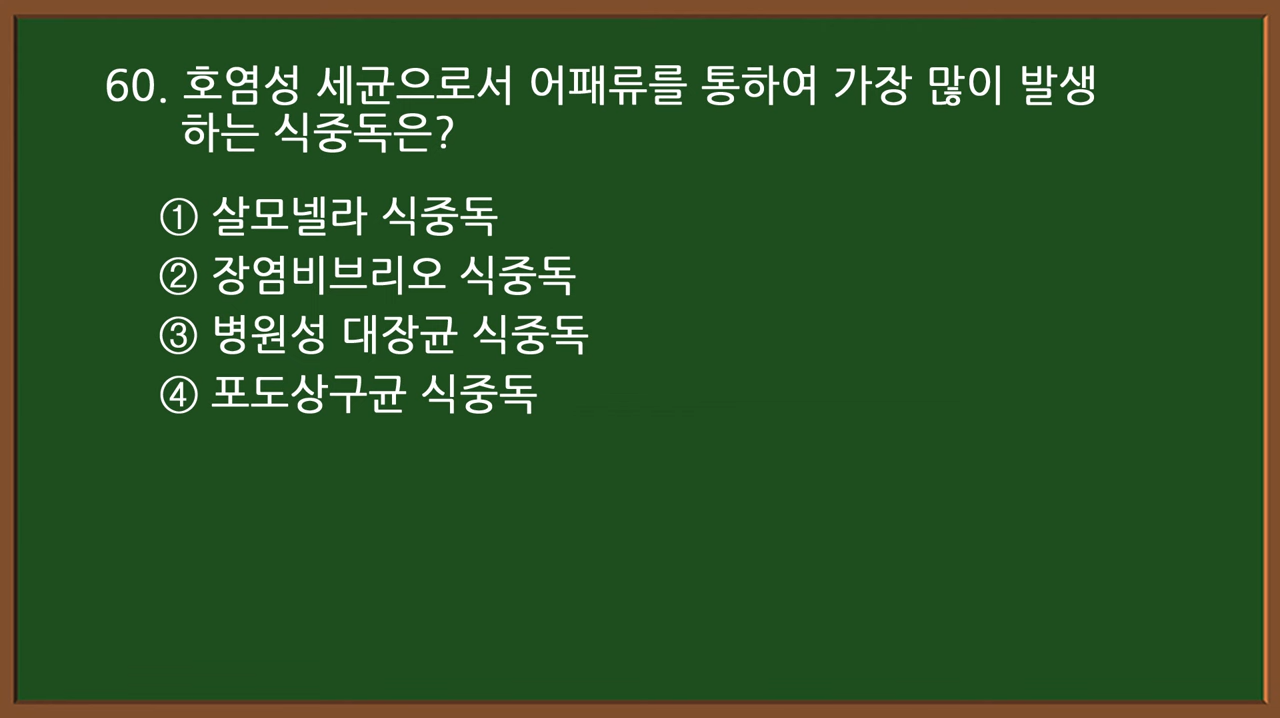 60. 호염성 세균으로서 어패류를 통하여 가장 많이 발생
하는 식중독은?
① 살모넬라 식중독
② 장염비브리오 식중독
③ 병원성 대장균 식중독
④ 포도상구균 식중독